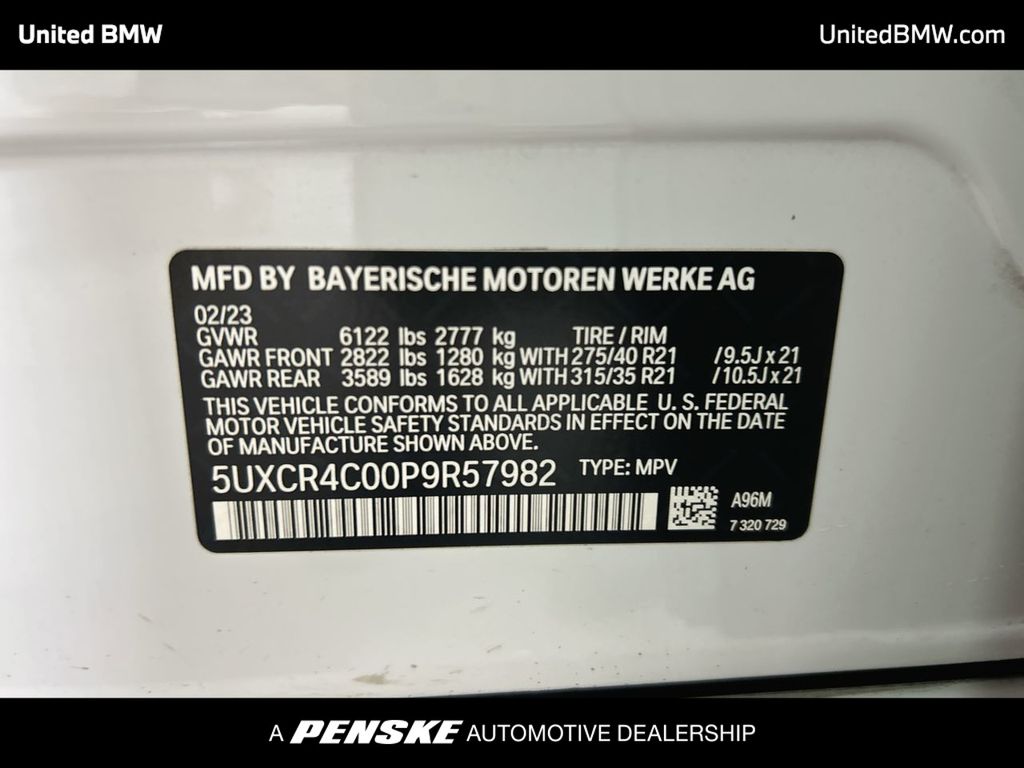 United BMW
UnitedBMW.com
MFD BY BAYERISCHE MOTOREN WERKE AG
02/23
GVWR 6122 lbs 2777 kg TIRE / RIM
GAWR FRONT 2822 lbs 1280 kg WITH 275/40 R21 /9.5J x 21
GAWR REAR 3589 lbs 1628 kg WITH 315/35 R21 /10.5J x 21
THIS VEHICLE CONFORMS TO ALL APPLICABLE U. S. FEDERAL
MOTOR VEHICLE SAFETY STANDARDS IN EFFECT ON THE DATE
OF MANUFACTURE SHOWN ABOVE.
5UXCR4C00P9R57982 TYPE: MPV
A96M
7 320 729
A PENSKE AUTOMOTIVE DEALERSHIP